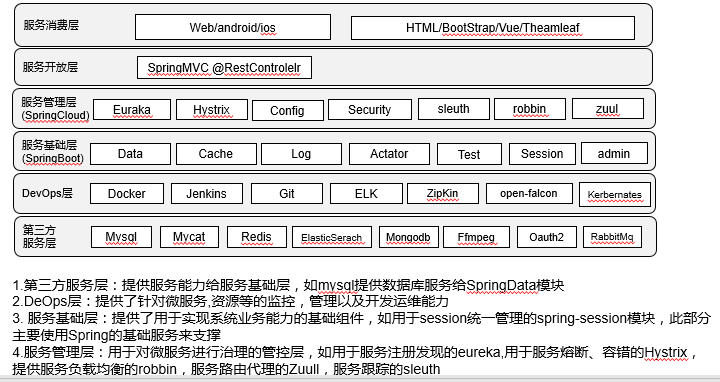 服务消费层
Web/android/ios
HTML/BootStrap/Vue/Theamleaf
服务开放层
SpringMVC @RestControlelr
服务管理层
(SpringCloud)
Euraka
Hystrix
Config
Security
sleuth
robbin
zuul
服务基础层
(SpringBoot)
Data
Cache
Log
Actator
Test
Session
admin
DevOps层
Docker
Jenkins
Git
ELK
ZipKin
open-falcon
Kerbernates
第三方
服务层
Mysql
Mycat
Redis
ElasticSerach
Mongodb
Ffmpeg
Oauth2
RabbitMq
1.第三方服务层：提供服务能力给服务基础层，如mysql提供数据库服务给SpringData模块
2.DeOps层：提供了针对微服务,资源等的监控，管理以及开发运维能力
3. 服务基础层：提供了用于实现系统业务能力的基础组件，如用于session统一管理的spring-session模块，此部分
主要使用Spring的基础服务来支撑
4.服务管理层：用于对微服务进行治理的管控层，如用于服务注册发现的eureka,用于服务熔断、容错的Hystrix，
提供服务负载均衡的robbin，服务路由代理的Zuull，服务跟踪的sleuth